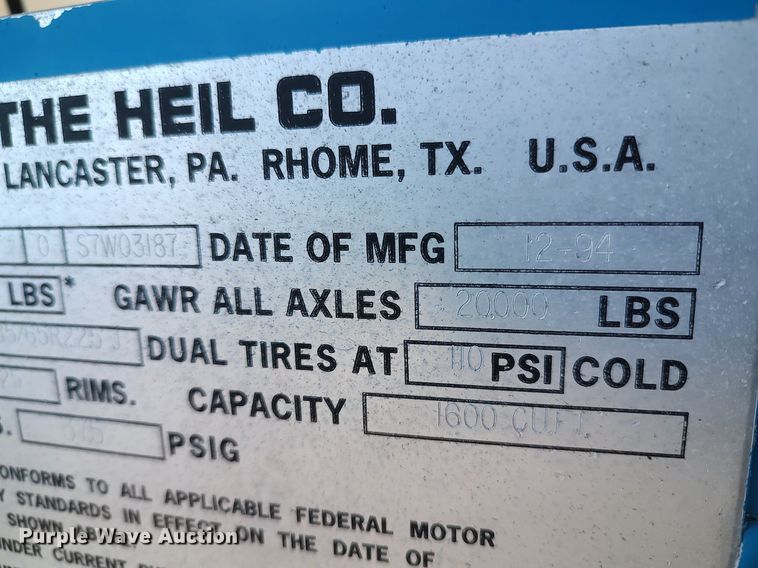 THE HEIL CO.
LANCASTER, PA. RHOME, TX. U.S.A.
0 S7W03187 DATE OF MFG 12-94
LBS* GAWR ALL AXLES 20000 LBS
DUAL TIRES AT 110 PSI COLD
RIMS. CAPACITY 1600 CU.FT
PSIG
CONFORMS TO ALL APPLICABLE FEDERAL MOTOR
STANDARDS IN EFFECT ON THE DATE OF
SHOWN
UNDER CURRENT
Purple Wave Auction